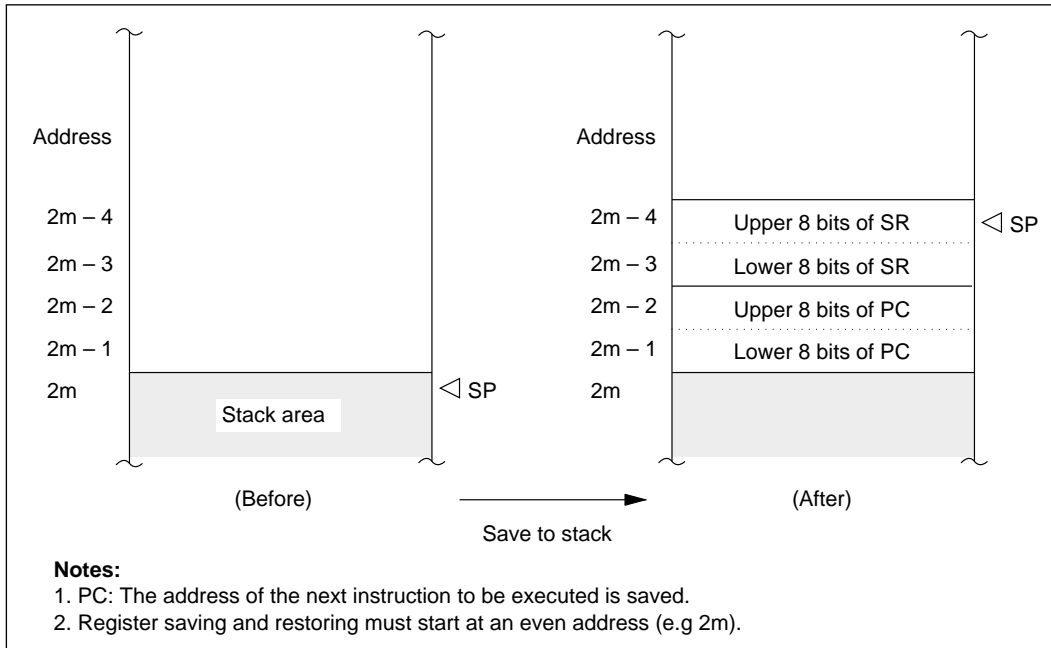 Address Address
2m – 4 2m – 4 Upper 8 bits of SR SP
2m – 3 2m – 3 Lower 8 bits of SR
2m – 2 2m – 2 Upper 8 bits of PC
2m – 1 2m – 1 Lower 8 bits of PC
2m SP 2m
Stack area
(Before) (After)
Save to stack
Notes:
1. PC: The address of the next instruction to be executed is saved.
2. Register saving and restoring must start at an even address (e.g 2m).